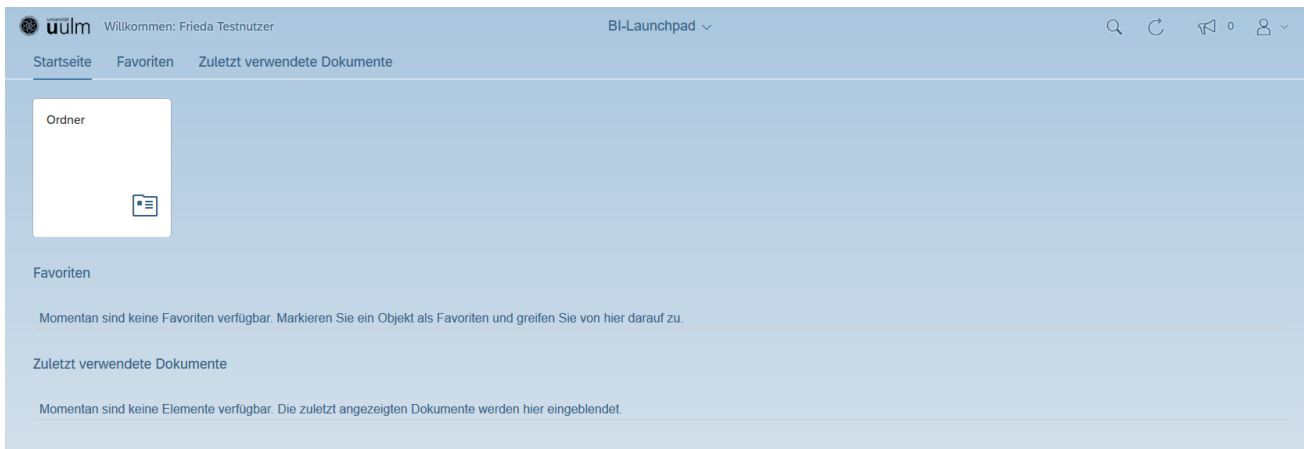 universität
uulm Willkommen: Frieda Testnutzer BI-Launchpad 0
Startseite Favoriten Zuletzt verwendete Dokumente
Ordner
Favoriten
Momentan sind keine Favoriten verfügbar. Markieren Sie ein Objekt als Favoriten und greifen Sie von hier darauf zu.
Zuletzt verwendete Dokumente
Momentan sind keine Elemente verfügbar. Die zuletzt angezeigten Dokumente werden hier eingeblendet.